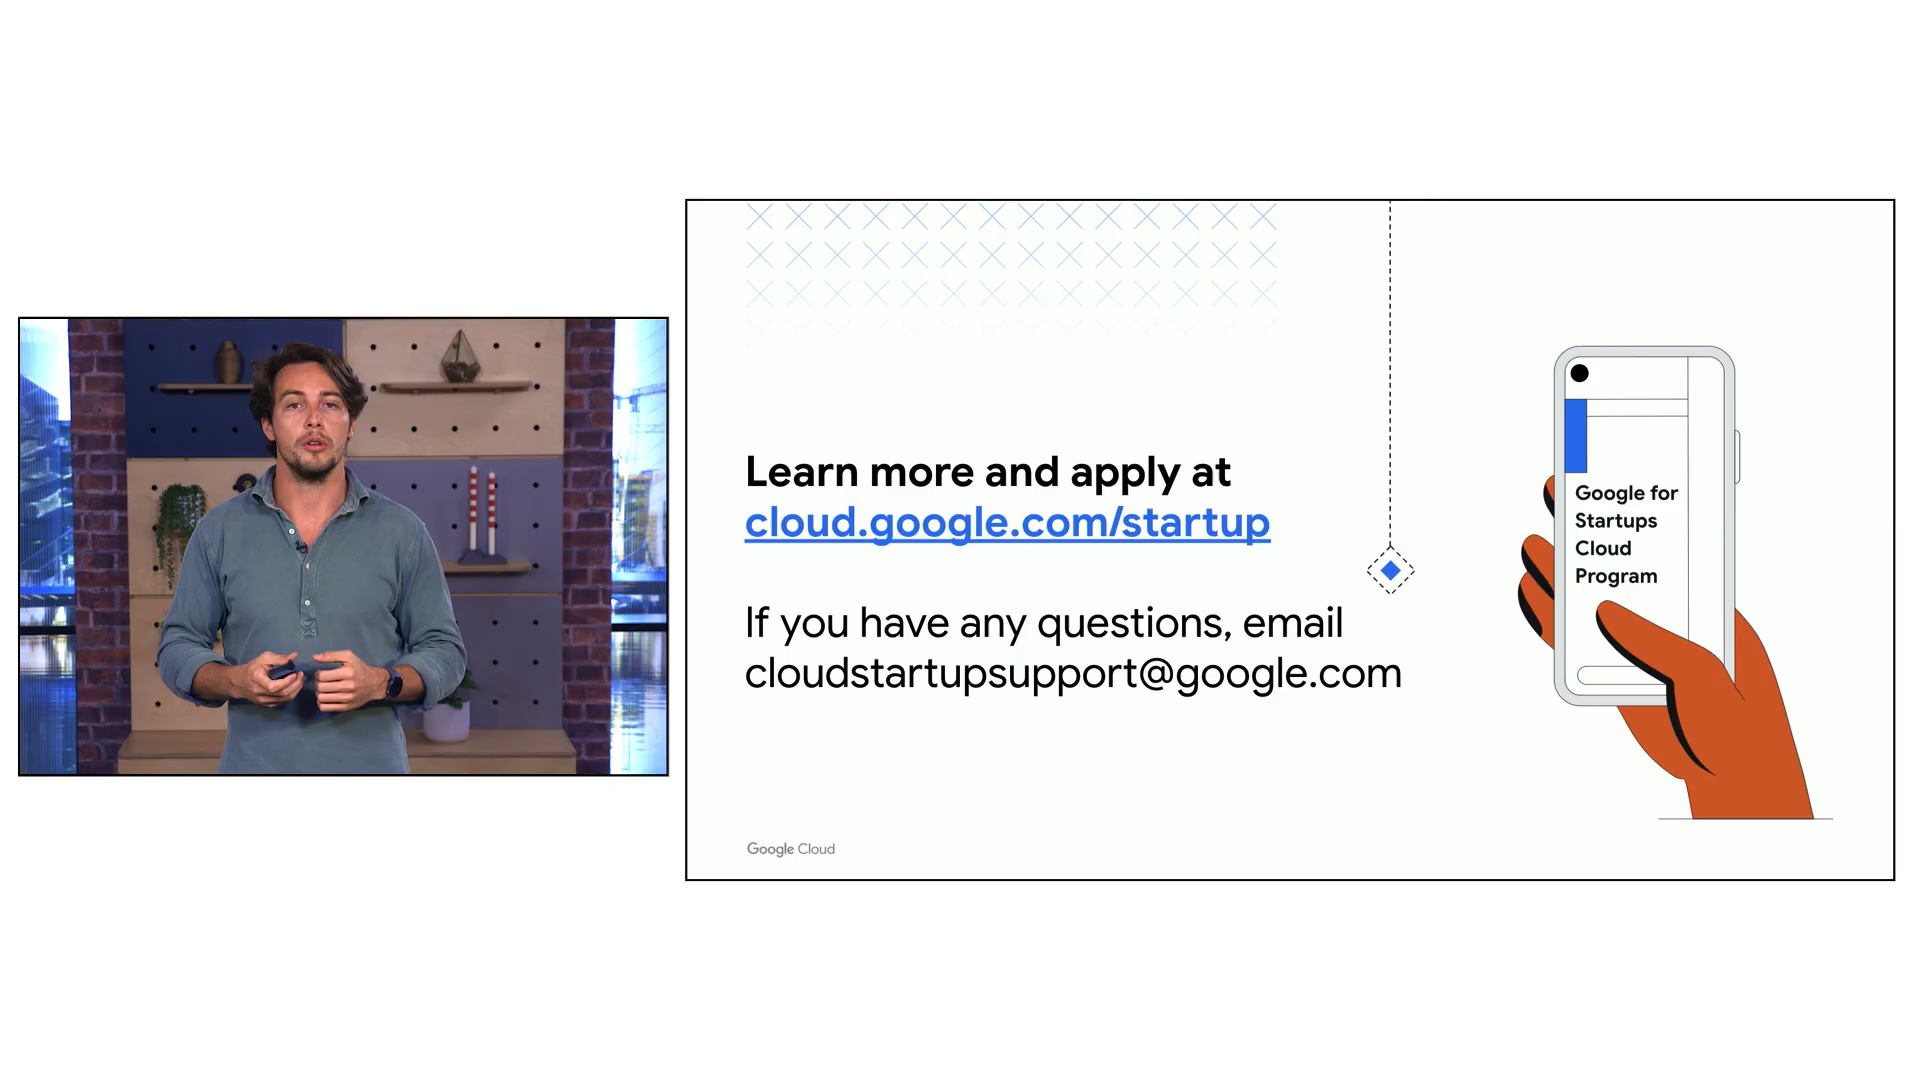 Learn more and apply at
cloud.google.com/startup
If you have any questions, email
cloudstartupsupport@google.com
Google for
Startups
Cloud
Program
Google Cloud